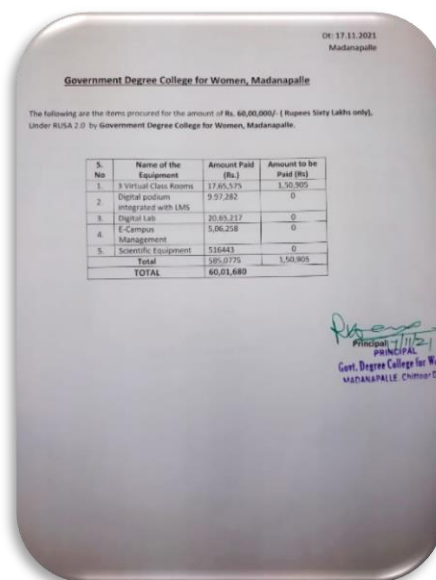 Dt: 17.11.2021
Madanapalle
Government Degree College for Women, Madanapalle
The following are the items procured for the amount of Rs. 60,00,000/- ( Rupees Sixty Lakhs only),
Under RUSA 2.0 by Government Degree College for Women, Madanapalle.
S. No Name of the Equipment Amount Paid (Rs.) Amount to be Paid (Rs)
1. 3 Virtual Class Rooms 17,65,575 1,50,905
2. Digital podium integrated with LMS 9,97,282 0
3. Digital Lab 20,65,217 0
4. E-Campus Management 5,06,258 0
5. Scientific Equipment 516443 0
Total 585,0775 1,50,905
TOTAL 60,01,680
Principal 17/11/21
PRINCIPAL
Govt. Degree College for
MADANAPALLE. Chittoor